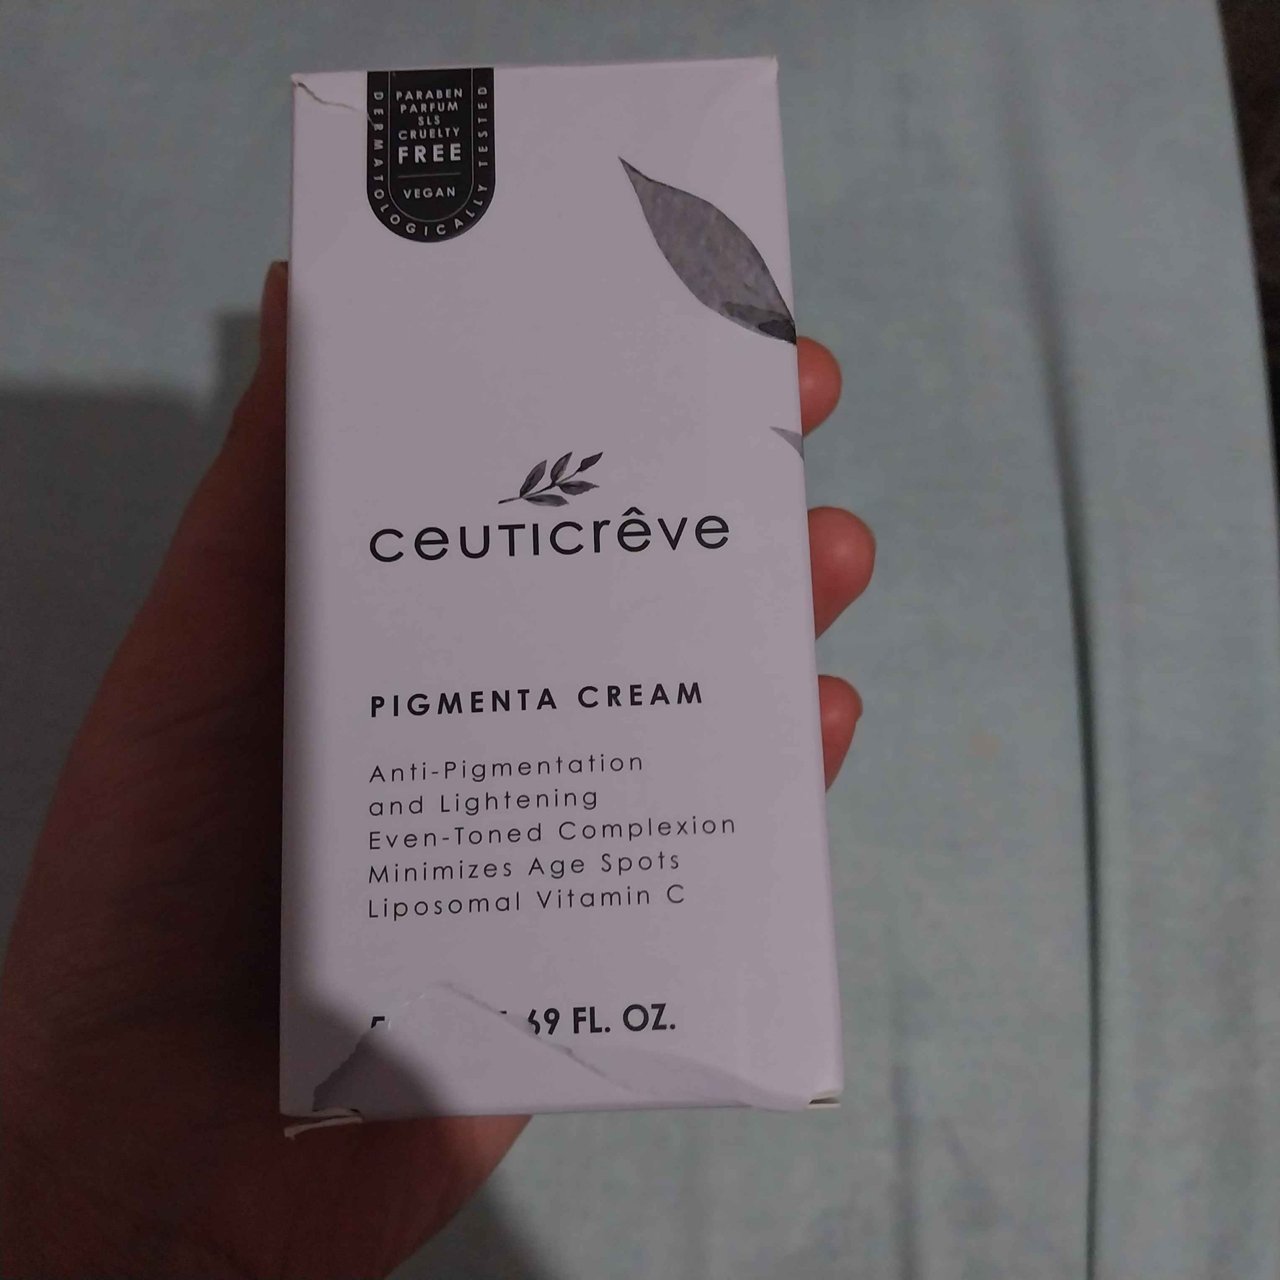 PARABEN
PARFUM
SLS
CRUELTY
FREE
VEGAN
DERMATOLOGICALLY TESTED
ceuticrêve
PIGMENTA CREAM
Anti-Pigmentation
and Lightening
Even-Toned Complexion
Minimizes Age Spots
Liposomal Vitamin C
69 FL. OZ.